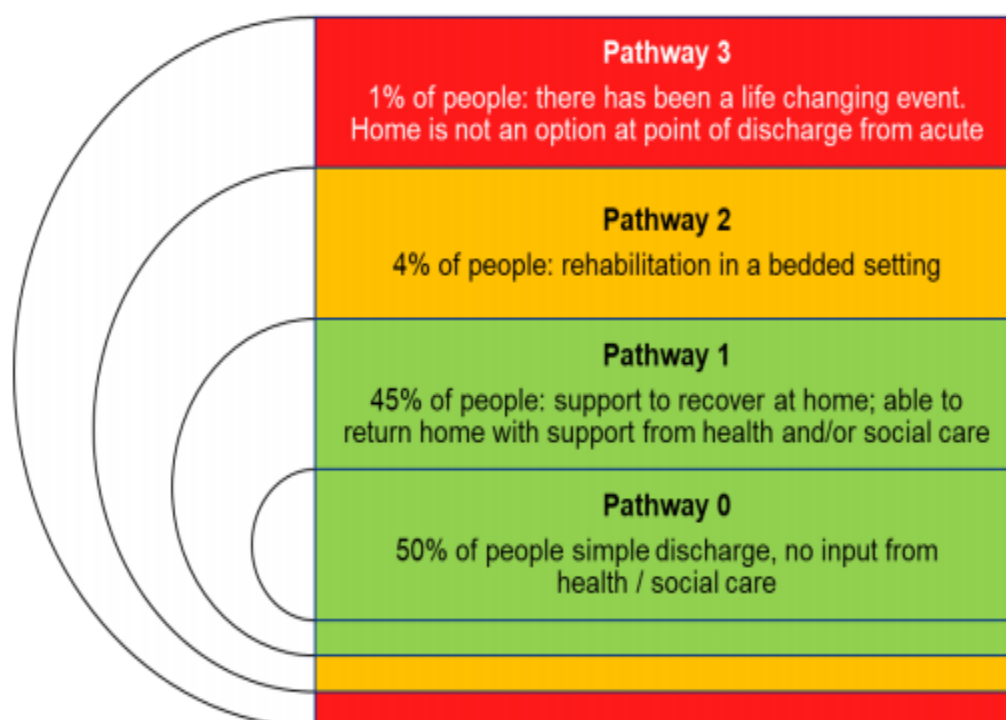 Pathway 3
1% of people: there has been a life changing event.
Home is not an option at point of discharge from acute
Pathway 2
4% of people: rehabilitation in a bedded setting
Pathway 1
45% of people: support to recover at home; able to
return home with support from health and/or social care
Pathway 0
50% of people simple discharge, no input from
health / social care